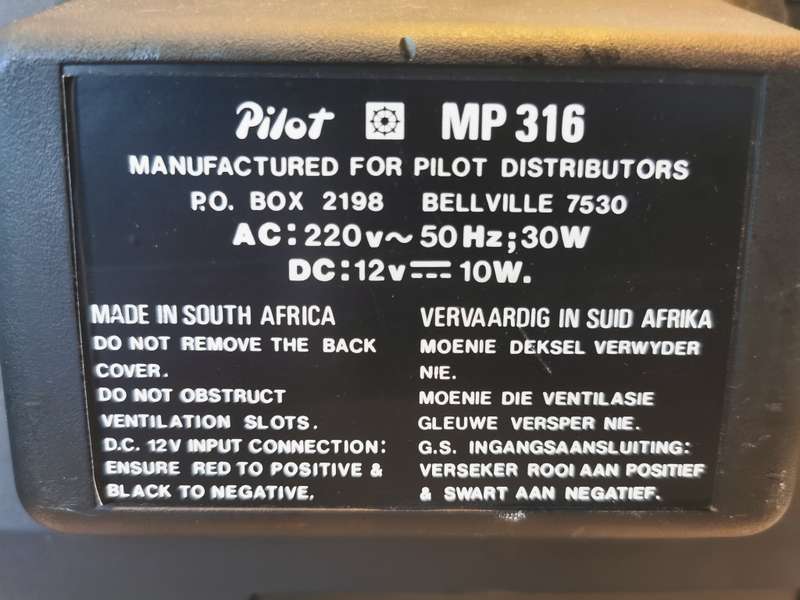 Pilot MP 316
MANUFACTURED FOR PILOT DISTRIBUTORS
P.O. BOX 2198 BELLVILLE 7530
AC:220v~50Hz;30W
DC:12v⎓10W.
MADE IN SOUTH AFRICA
DO NOT REMOVE THE BACK
COVER.
DO NOT OBSTRUCT
VENTILATION SLOTS.
D.C. 12V INPUT CONNECTION:
ENSURE RED TO POSITIVE &
BLACK TO NEGATIVE.
VERVAARDIG IN SUID AFRIKA
MOENIE DEKSEL VERWYDER
NIE.
MOENIE DIE VENTILASIE
GLEUWE VERSPER NIE.
G.S. INGANGSAANSLUITING:
VERSEKER ROOI AAN POSITIEF
& SWART AAN NEGATIEF.